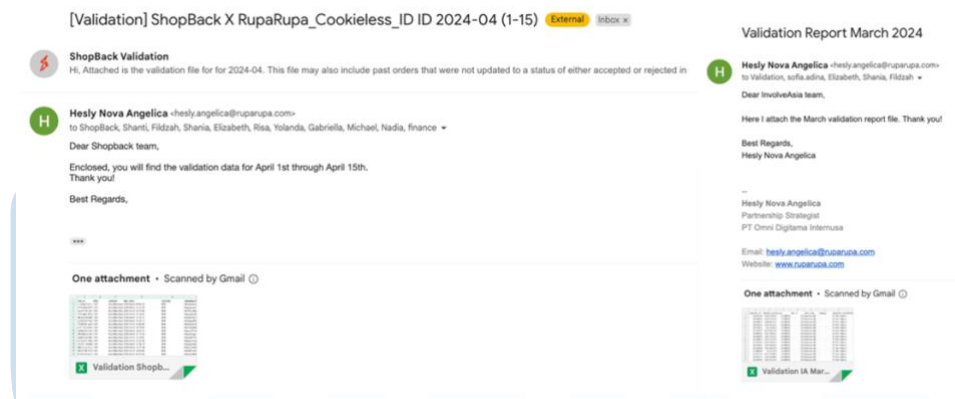 [Validation] ShopBack X RupaRupa_Cookieless_ID ID 2024-04 (1-15) External Inbox x
ShopBack Validation
Hi, Attached is the validation file for for 2024-04. This file may also include past orders that were not updated to a status of either accepted or rejected in
H
Hesly Nova Angelica <hesly.angelica@ruparupa.com>
to ShopBack, Shanti, Fildzah, Shania, Elizabeth, Risa, Yolanda, Gabriella, Michael, Nadia, finance
Dear Shopback team,
Enclosed, you will find the validation data for April 1st through April 15th.
Thank you!
Best Regards,
One attachment • Scanned by Gmail
X Validation Shopb...
Validation Report March 2024
H
Hesly Nova Angelica <hesly.angelica@ruparupa.com>
to Validation, sofia.adina, Elizabeth, Shania, Fildzah
Dear InvolveAsia team,
Here I attach the March validation report file. Thank you!
Best Regards,
Hesly Nova Angelica
--
Hesly Nova Angelica
Partnership Strategist
PT Omni Digitama Internusa
Email: hesly.angelica@ruparupa.com
Website: www.ruparupa.com
One attachment • Scanned by Gmail
X Validation IA Mar...